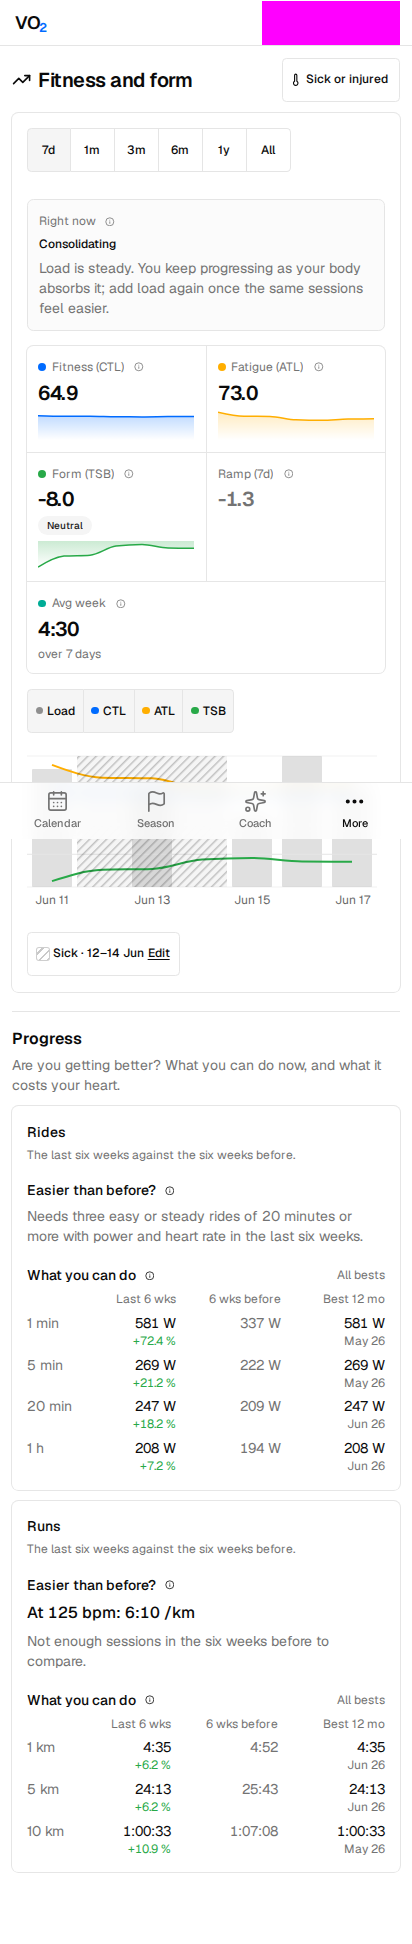 VO2
Fitness and form
Sick or injured
7d 1m 3m 6m 1y All
Right now
Consolidating
Load is steady. You keep progressing as your body
absorbs it; add load again once the same sessions
feel easier.
Fitness (CTL)
64.9
Fatigue (ATL)
73.0
Form (TSB)
-8.0
Neutral
Ramp (7d)
-1.3
Avg week
4:30
over 7 days
Load CTL ATL TSB
Calendar Season Coach More
Jun 11 Jun 13 Jun 15 Jun 17
Sick · 12–14 Jun Edit
Progress
Are you getting better? What you can do now, and what it
costs your heart.
Rides
The last six weeks against the six weeks before.
Easier than before?
Needs three easy or steady rides of 20 minutes or
more with power and heart rate in the last six weeks.
What you can do All bests
Last 6 wks 6 wks before Best 12 mo
1 min 581 W 337 W 581 W
+72.4 % May 26
5 min 269 W 222 W 269 W
+21.2 % May 26
20 min 247 W 209 W 247 W
+18.2 % Jun 26
1 h 208 W 194 W 208 W
+7.2 % Jun 26
Runs
The last six weeks against the six weeks before.
Easier than before?
At 125 bpm: 6:10 /km
Not enough sessions in the six weeks before to
compare.
What you can do All bests
Last 6 wks 6 wks before Best 12 mo
1 km 4:35 4:52 4:35
+6.2 % Jun 26
5 km 24:13 25:43 24:13
+6.2 % Jun 26
10 km 1:00:33 1:07:08 1:00:33
+10.9 % May 26